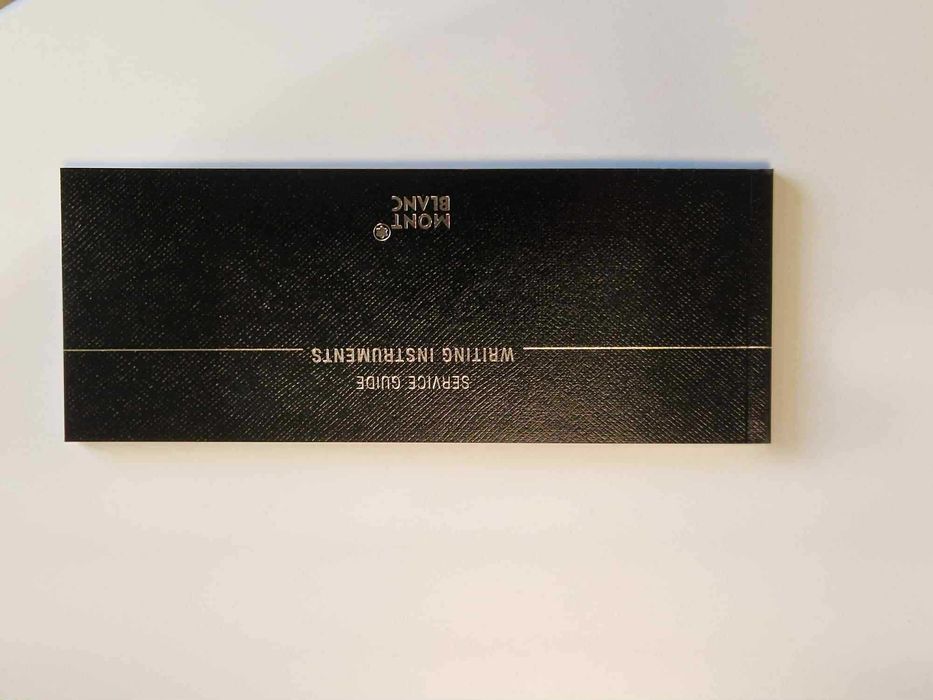 SERVICE GUIDE
WRITING INSTRUMENTS
MONT
BLANC